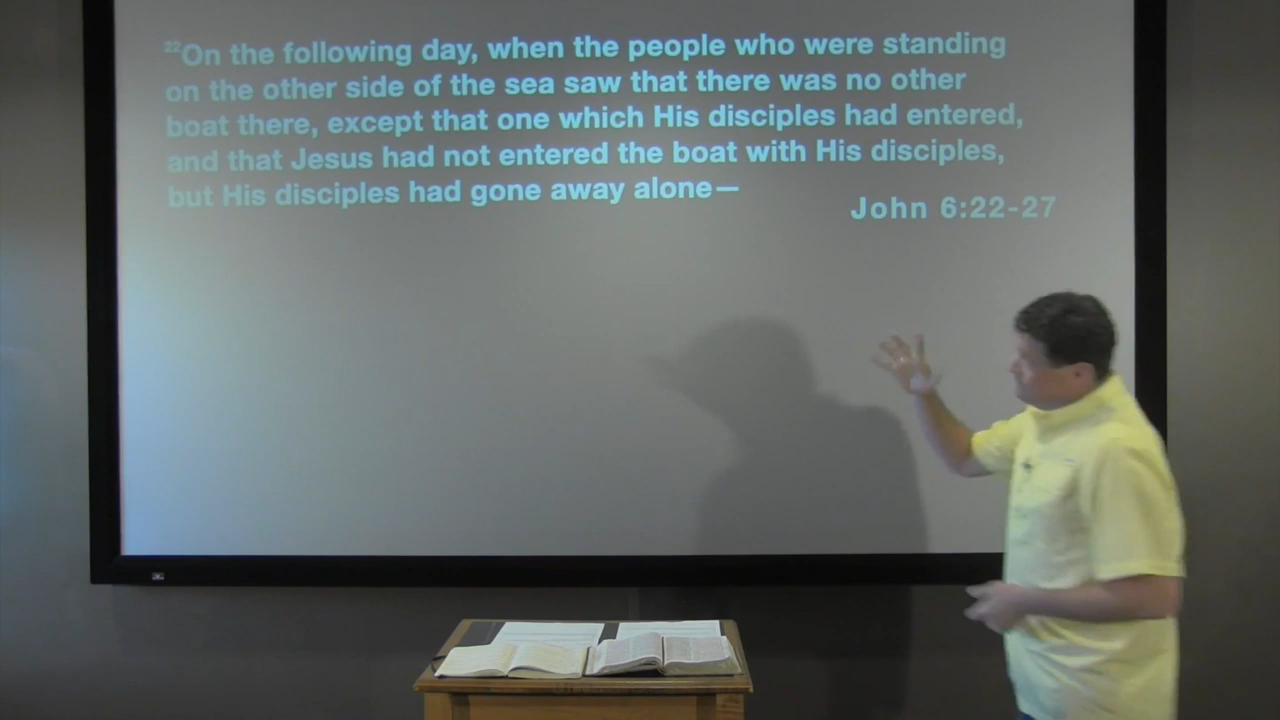 ²²On the following day, when the people who were standing
on the other side of the sea saw that there was no other
boat there, except that one which His disciples had entered,
and that Jesus had not entered the boat with His disciples,
but His disciples had gone away alone—
John 6:22-27